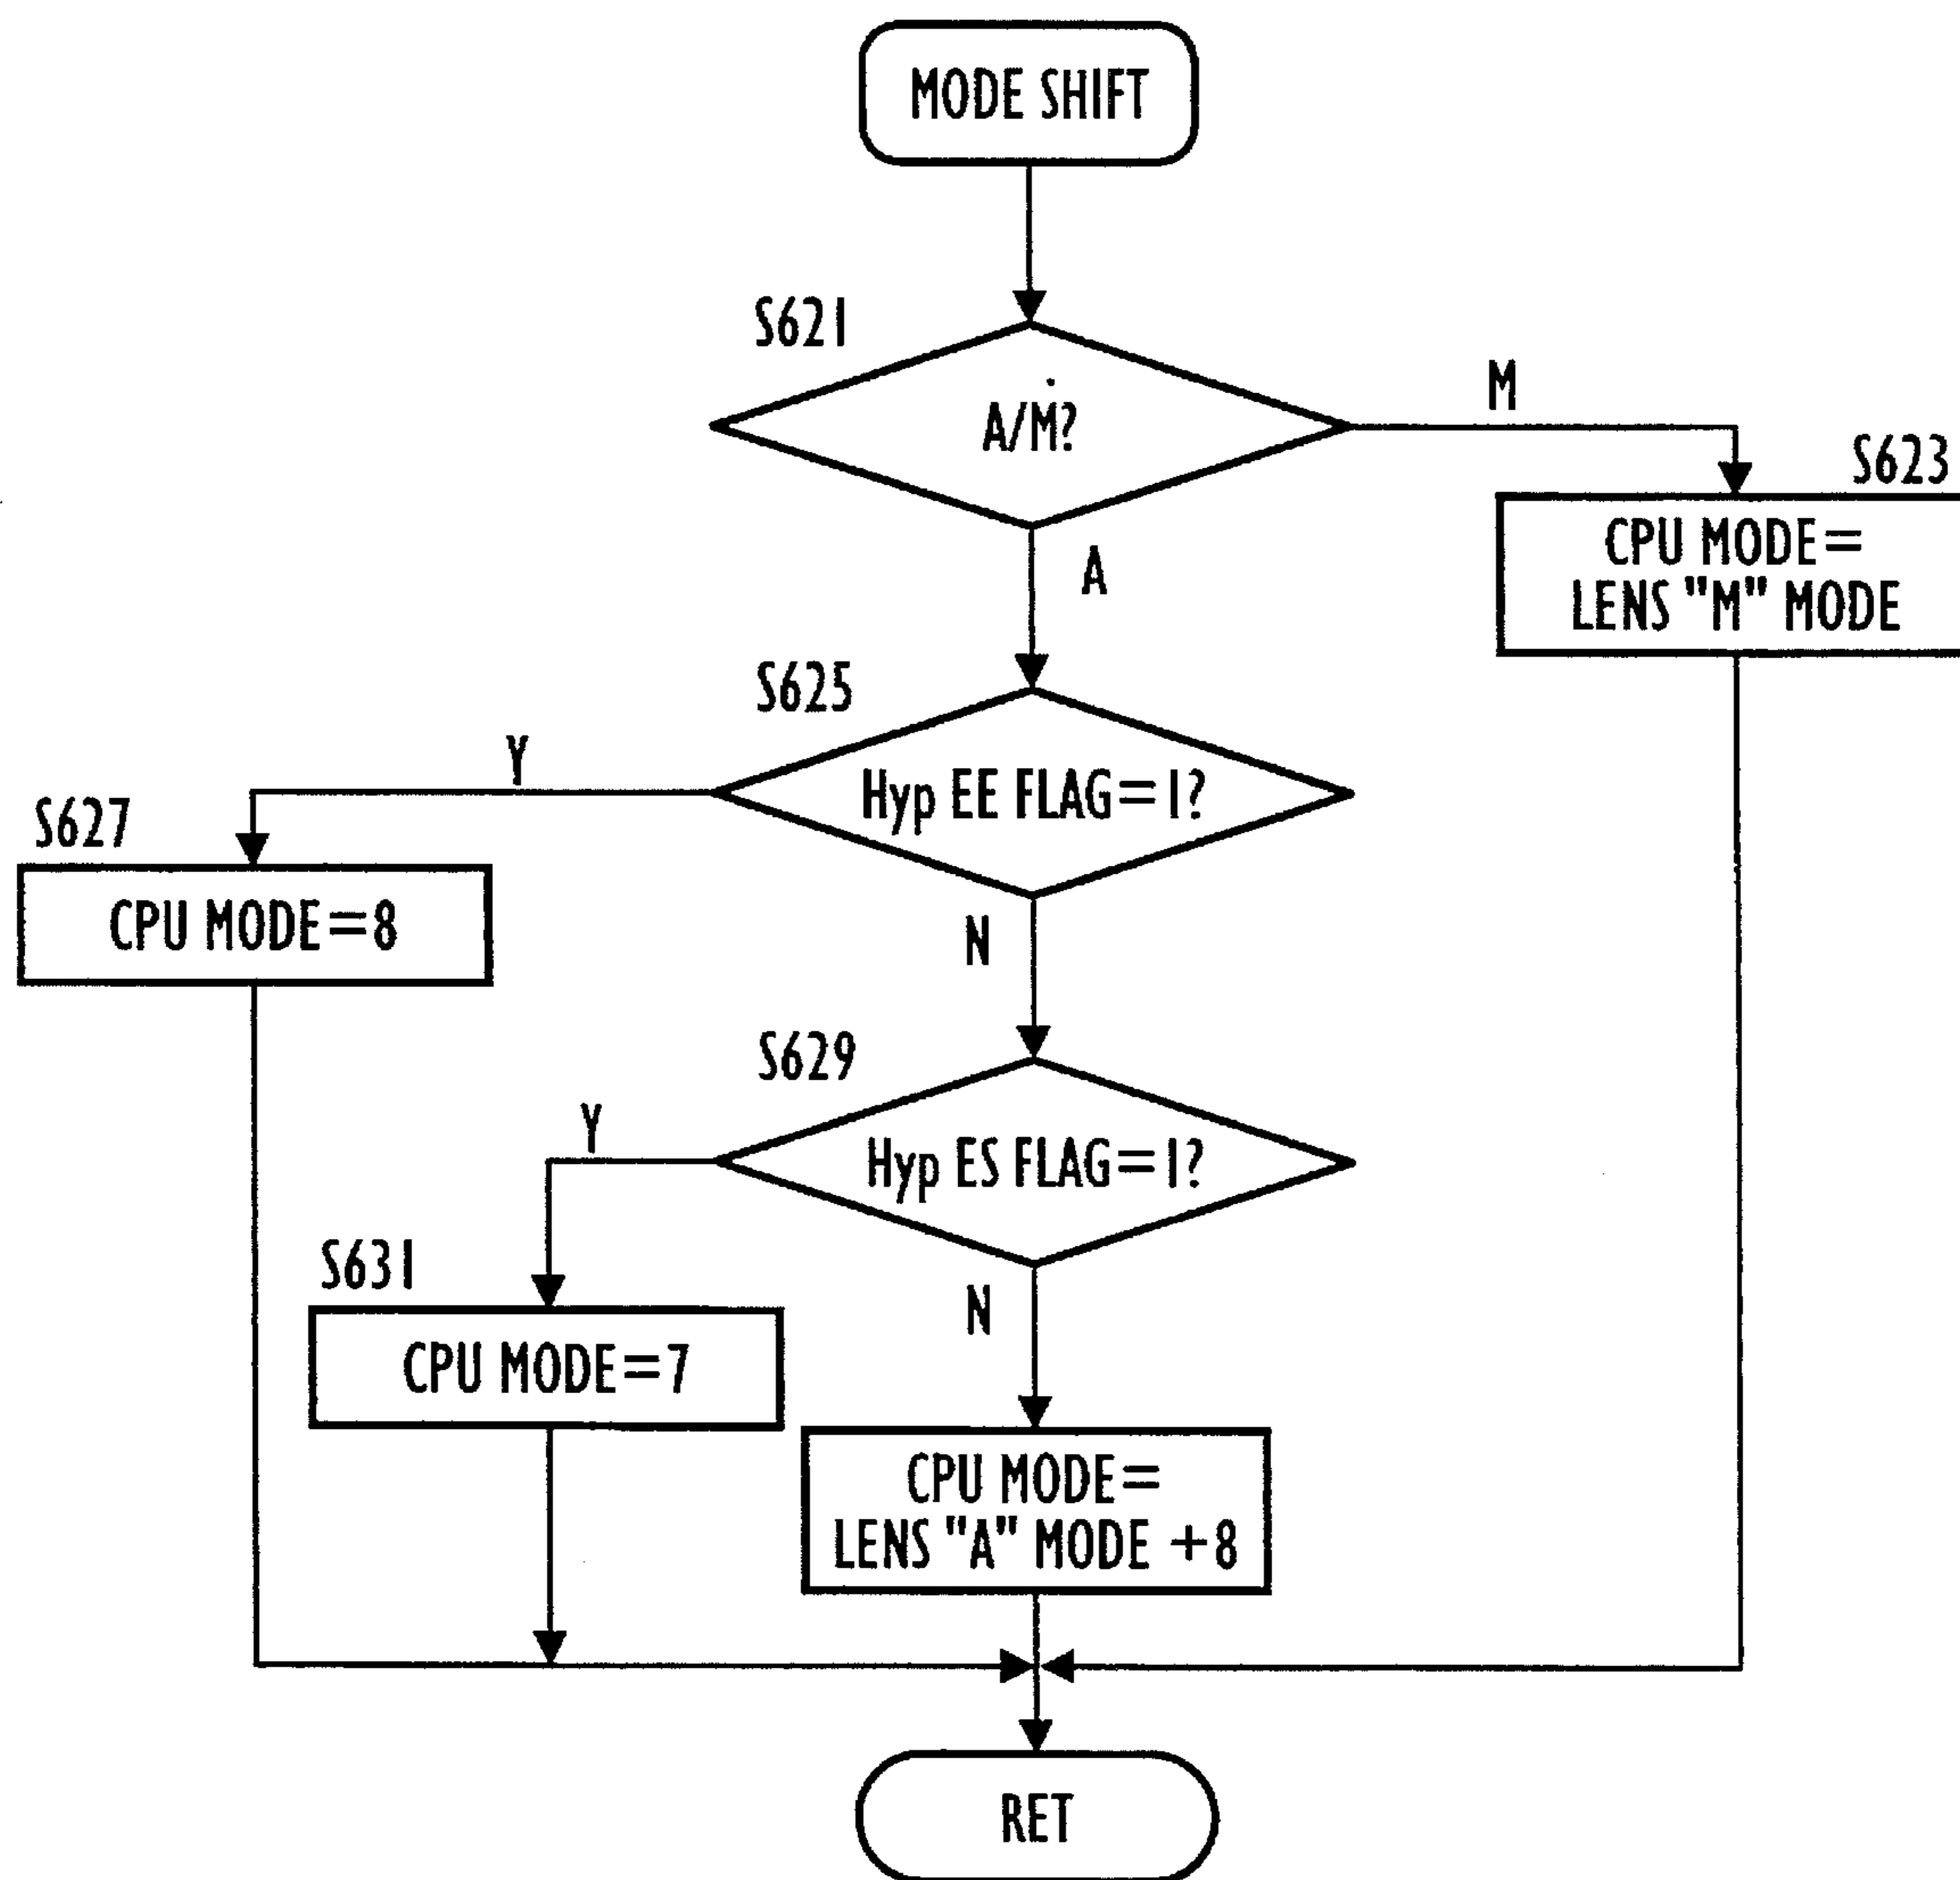 MODE SHIFT
S621
A/M?
M
S623
CPU MODE=
LENS "M" MODE
A
S625
Hyp EE FLAG=1?
Y
S627
CPU MODE=8
N
S629
Hyp ES FLAG=1?
Y
S631
CPU MODE=7
N
CPU MODE=
LENS "A" MODE +8
RET